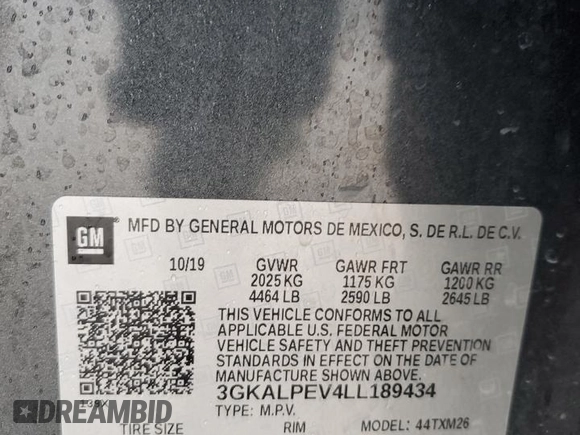 GM
MFD BY GENERAL MOTORS DE MEXICO, S. DE R.L. DE C.V.
10/19 GVWR GAWR FRT GAWR RR
2025 KG 1175 KG 1200 KG
4464 LB 2590 LB 2645 LB
THIS VEHICLE CONFORMS TO ALL
APPLICABLE U.S. FEDERAL MOTOR
VEHICLE SAFETY AND THEFT PREVENTION
STANDARDS IN EFFECT ON THE DATE OF
MANUFACTURE SHOWN ABOVE.
3GKALPEV4LL189434
TYPE: M.P.V. MODEL: 44TXM26
TIRE SIZE RIM
DREAMBID